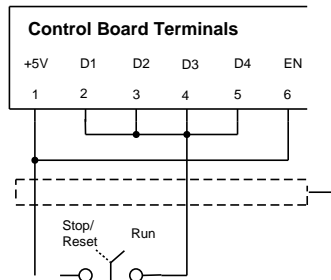 Control Board Terminals
+5V D1 D2 D3 D4 EN
1 2 3 4 5 6
Stop/
Reset
Run